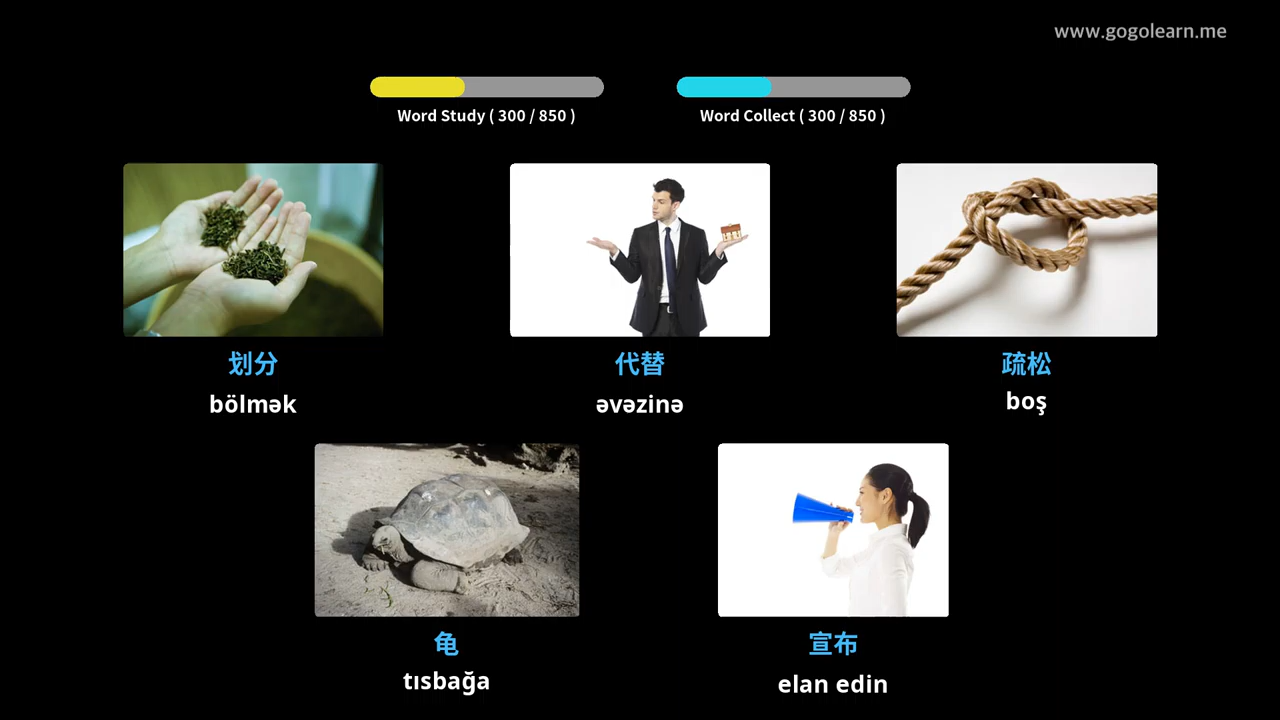 www.gogolearn.me
Word Study ( 300 / 850 )
Word Collect ( 300 / 850 )
划分
bölmək
代替
əvəzinə
疏松
boş
龟
tısbağa
宣布
elan edin